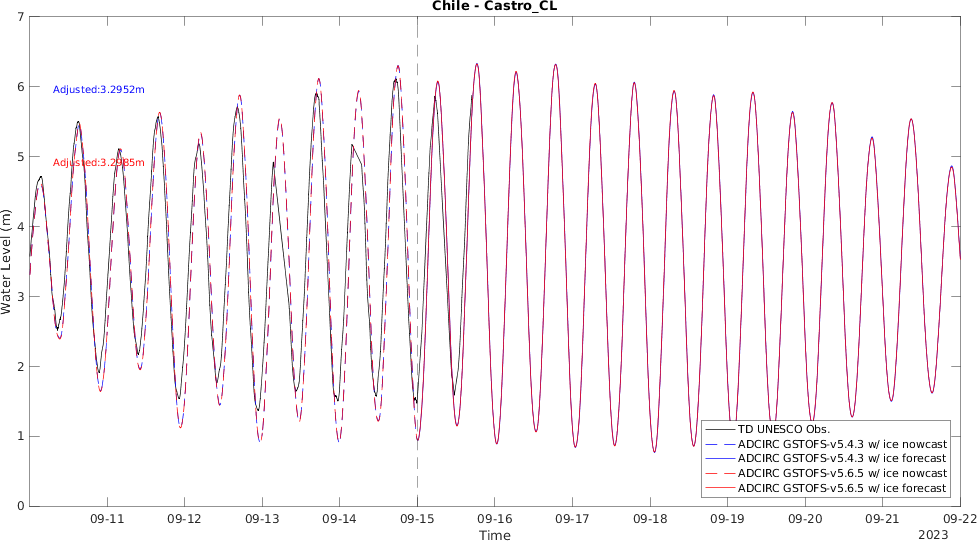 Chile - Castro_CL
7
6
5
4
3
2
1
0
Water Level (m)
Adjusted:3.2952m
Adjusted:3.2985m
TD UNESCO Obs.
ADCIRC GSTOFS-v5.4.3 w/ ice nowcast
ADCIRC GSTOFS-v5.4.3 w/ ice forecast
ADCIRC GSTOFS-v5.6.5 w/ ice nowcast
ADCIRC GSTOFS-v5.6.5 w/ ice forecast
09-11 09-12 09-13 09-14 09-15 09-16 09-17 09-18 09-19 09-20 09-21 09-22
Time
2023